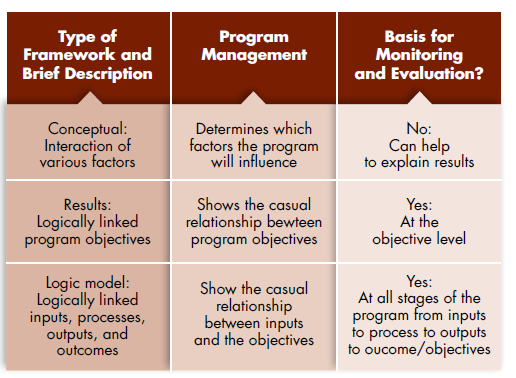 Type of
Framework and
Brief Description
Program
Management
Basis for
Monitoring
and Evaluation?
Conceptual:
Interaction of
various factors
Determines which
factors the program
will influence
No:
Can help
to explain results
Results:
Logically linked
program objectives
Shows the casual
relationship bewteen
program objectives
Yes:
At the
objective level
Logic model:
Logically linked
inputs, processes,
outputs, and
outcomes
Show the casual
relationship
between inputs
and the objectives
Yes:
At all stages of the
program from inputs
to process to outputs
to oucome/objectives